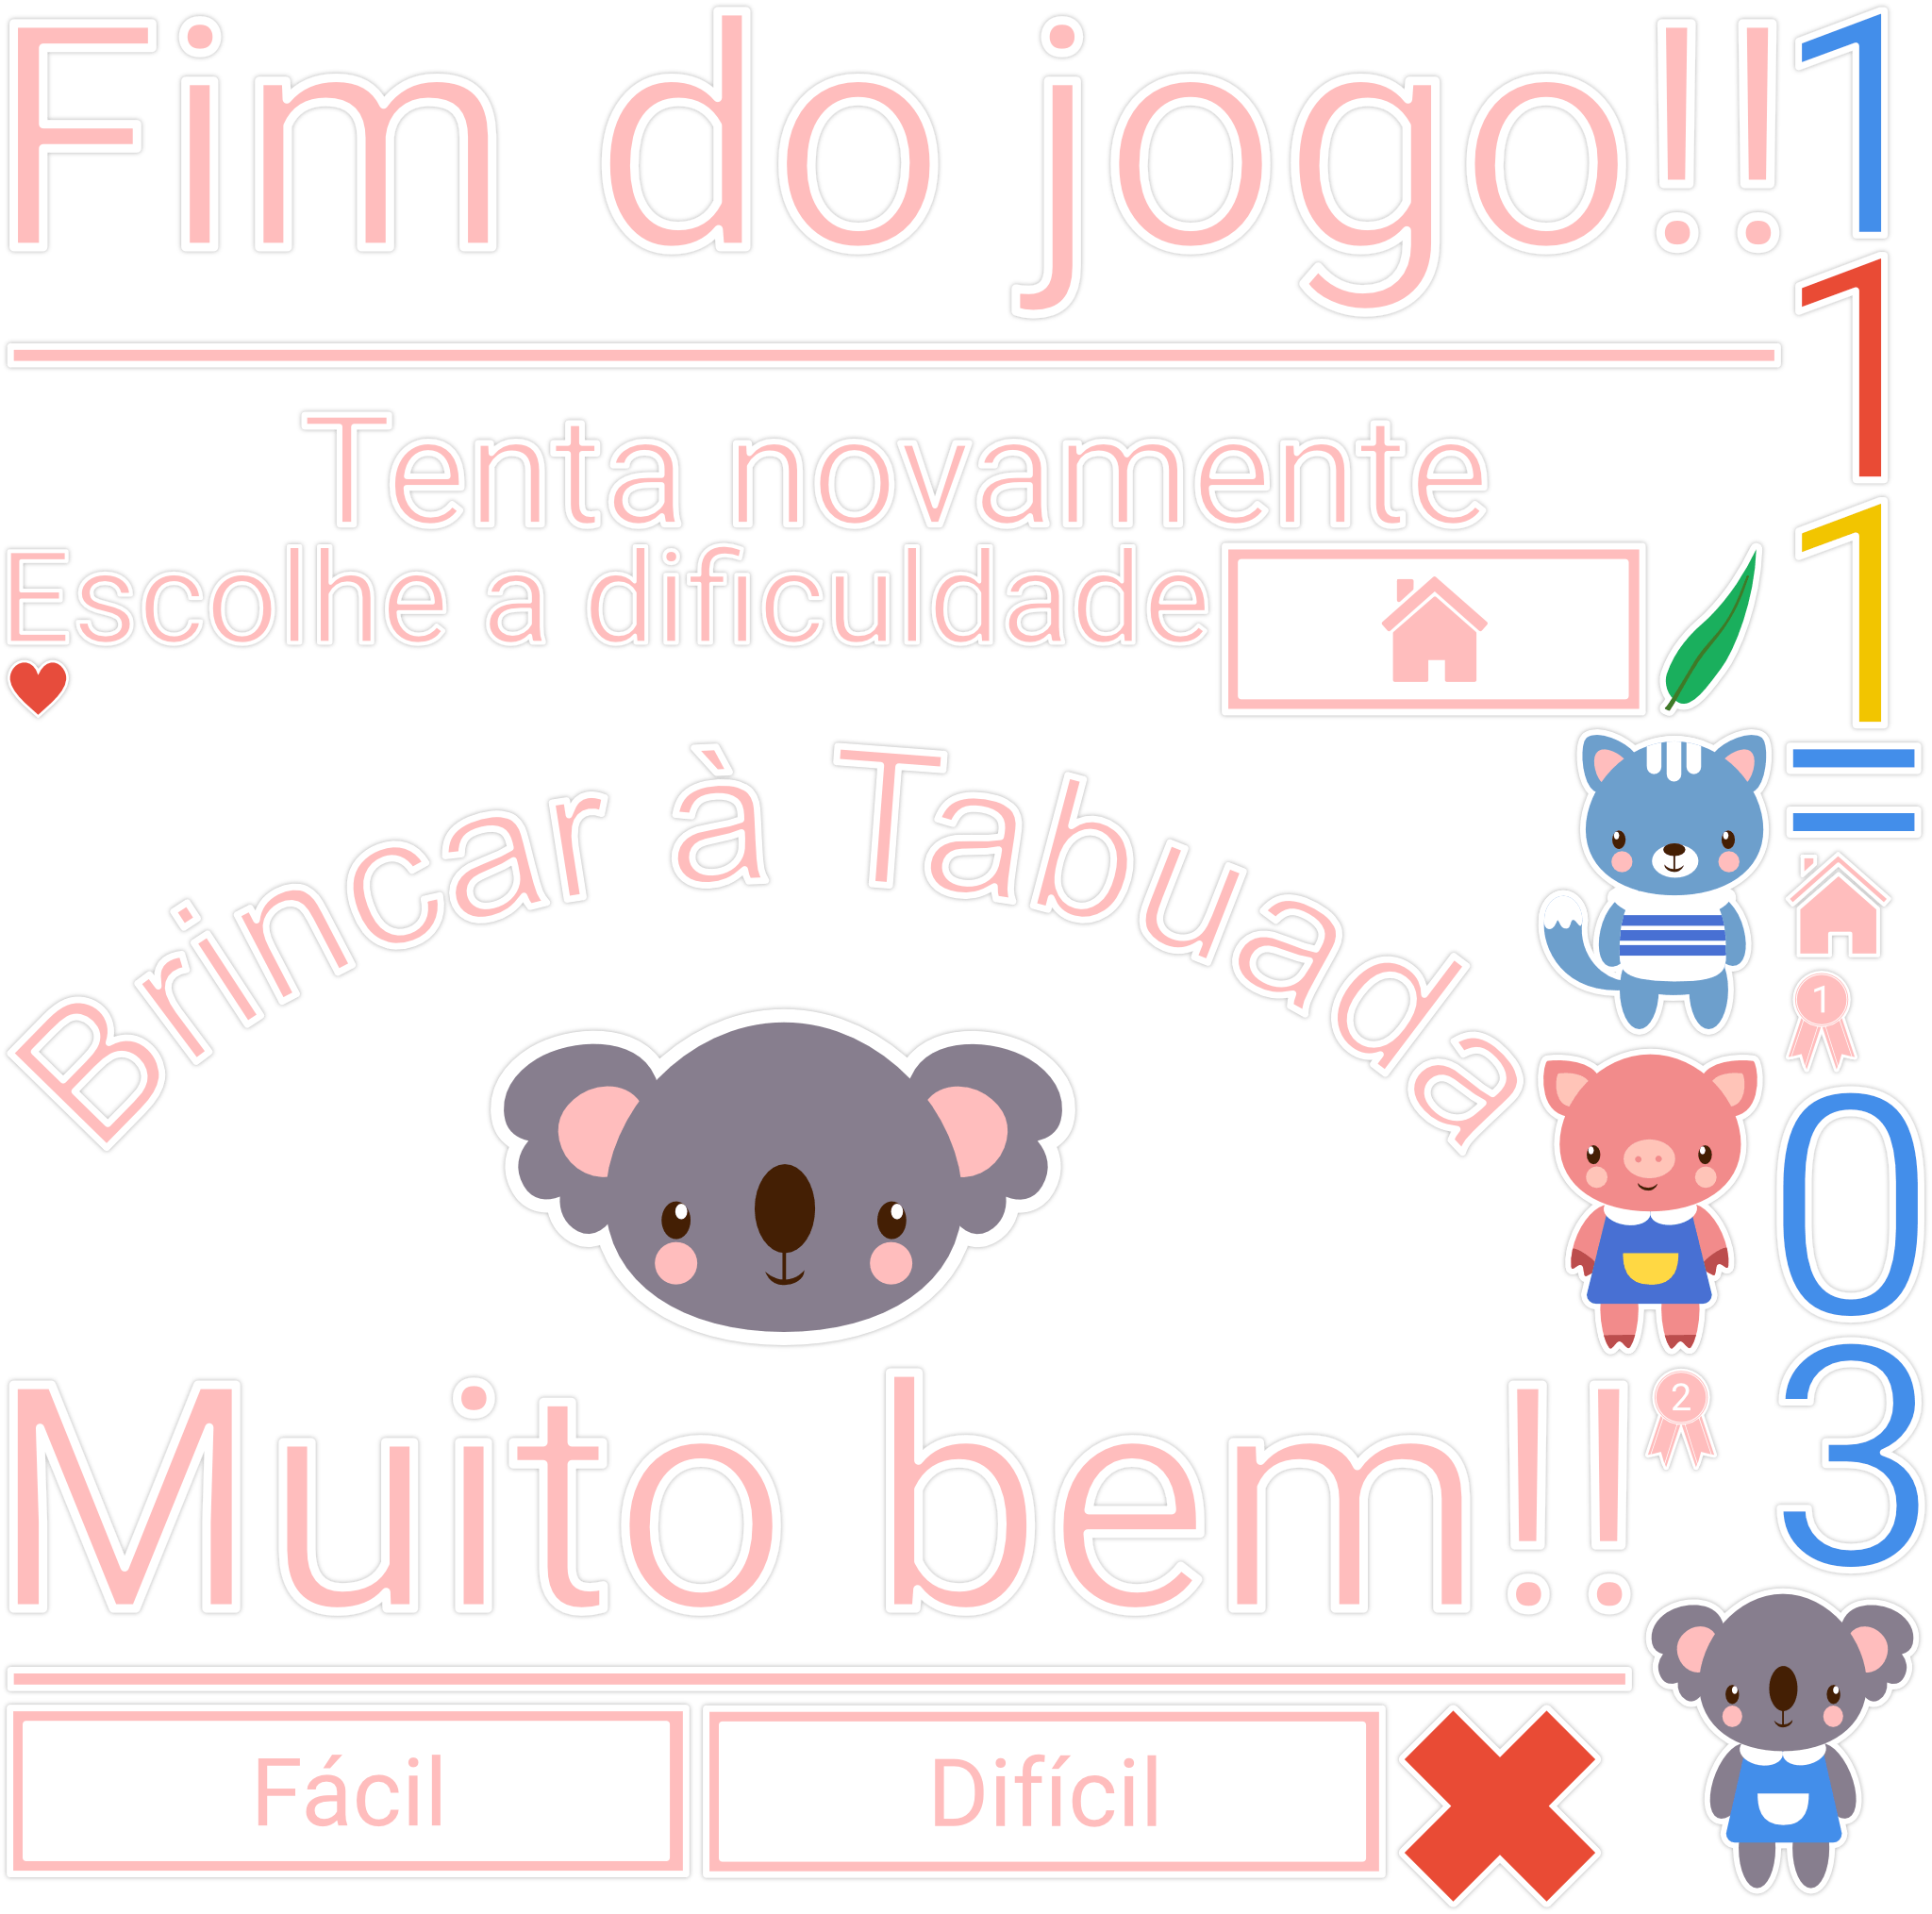 Fim do jogo!!
1
1
Tenta novamente
1
Escolhe a dificuldade
=
Brincar à Tabuada
1
0
Muito bem!!
2
3
Fácil
Difícil